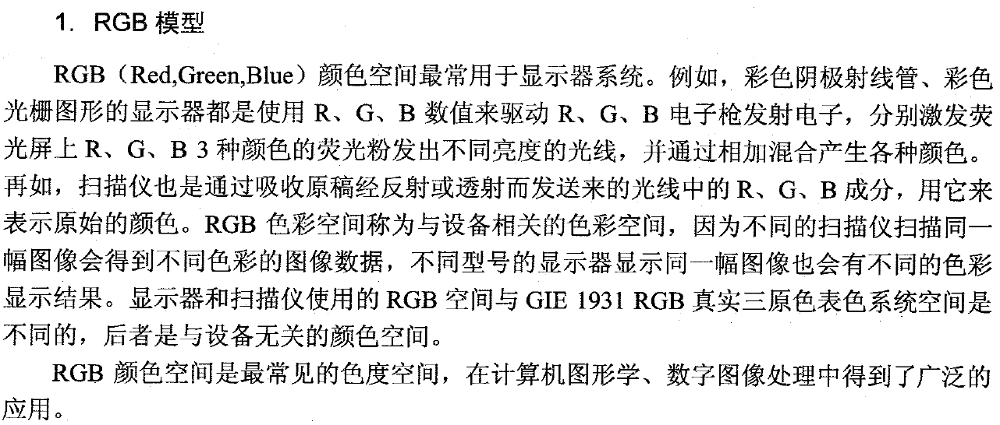 1. RGB 模型
RGB（Red,Green,Blue）颜色空间最常用于显示器系统。例如，彩色阴极射线管、彩色
光栅图形的显示器都是使用 R、G、B 数值来驱动 R、G、B 电子枪发射电子，分别激发荧
光屏上 R、G、B 3 种颜色的荧光粉发出不同亮度的光线，并通过相加混合产生各种颜色。
再如，扫描仪也是通过吸收原稿经反射或透射而发送来的光线中的 R、G、B 成分，用它来
表示原始的颜色。RGB 色彩空间称为与设备相关的色彩空间，因为不同的扫描仪扫描同一
幅图像会得到不同色彩的图像数据，不同型号的显示器显示同一幅图像也会有不同的色彩
显示结果。显示器和扫描仪使用的 RGB 空间与 GIE 1931 RGB 真实三原色表色系统空间是
不同的，后者是与设备无关的颜色空间。
RGB 颜色空间是最常见的色度空间，在计算机图形学、数字图像处理中得到了广泛的
应用。